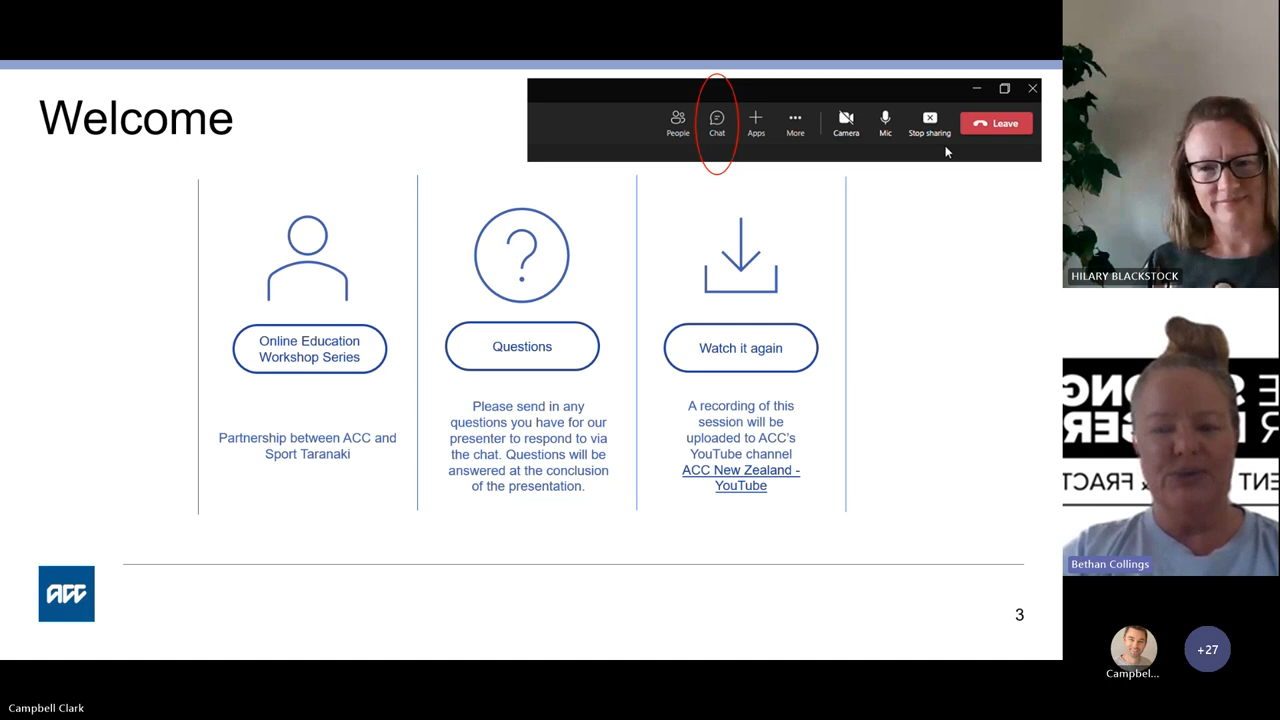 Welcome
People
Chat
Apps
More
Camera
Mic
Stop sharing
Leave
Online Education
Workshop Series
Partnership between ACC and
Sport Taranaki
Questions
Please send in any
questions you have for our
presenter to respond to via
the chat. Questions will be
answered at the conclusion
of the presentation.
Watch it again
A recording of this
session will be
uploaded to ACC's
YouTube channel
ACC New Zealand -
YouTube
ACC
3
HILARY BLACKSTOCK
Bethan Collings
Campbel...
+27
Campbell Clark